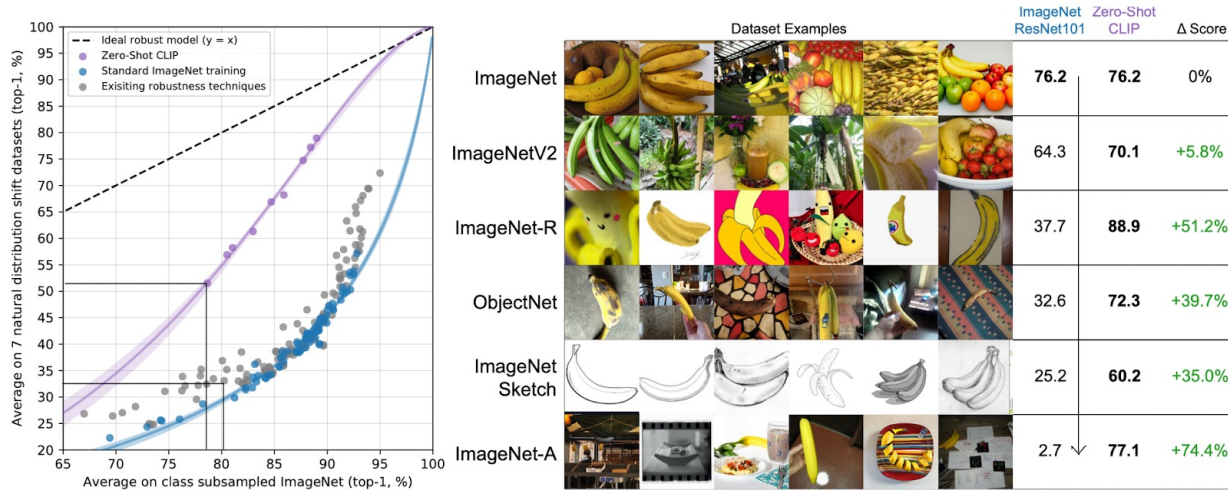 100
95
90
85
80
75
70
65
60
55
50
45
40
35
30
25
20
Average on 7 natural distribution shift datasets (top-1, %)
Ideal robust model (y = x)
Zero-Shot CLIP
Standard ImageNet training
Exisiting robustness techniques
65 70 75 80 85 90 95 100
Average on class subsampled ImageNet (top-1, %)
Dataset Examples
ImageNet
ResNet101
Zero-Shot
CLIP
Δ Score
ImageNet 76.2 76.2 0%
ImageNetV2 64.3 70.1 +5.8%
ImageNet-R 37.7 88.9 +51.2%
ObjectNet 32.6 72.3 +39.7%
ImageNet
Sketch
25.2 60.2 +35.0%
ImageNet-A 2.7 77.1 +74.4%